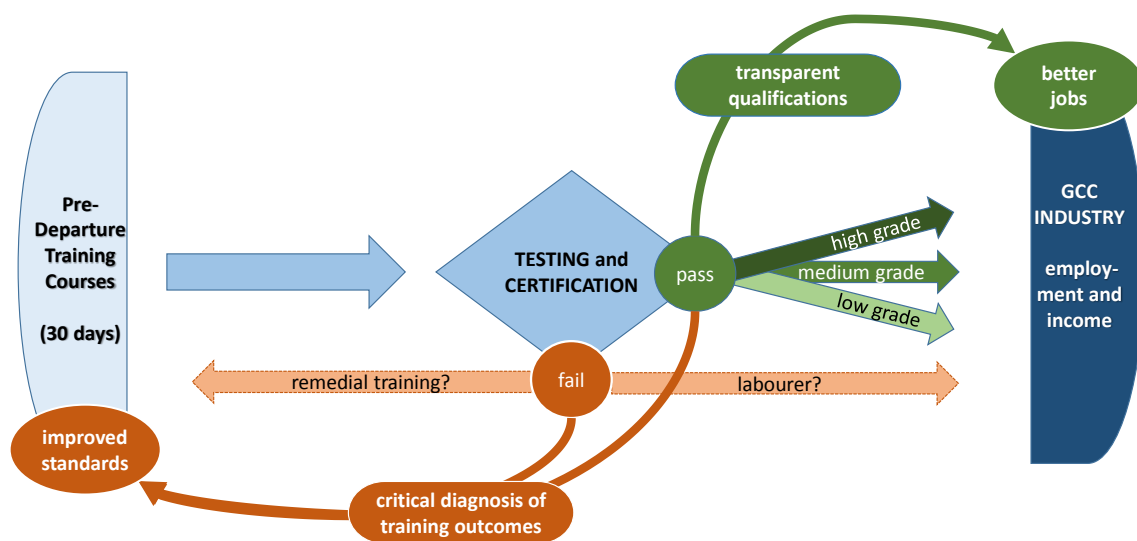 transparent
qualifications
better
jobs
Pre-
Departure
Training
Courses
(30 days)
TESTING and
CERTIFICATION
pass
high grade
medium grade
low grade
GCC
INDUSTRY
employ-
ment and
income
remedial training?
fail
labourer?
improved
standards
critical diagnosis of
training outcomes